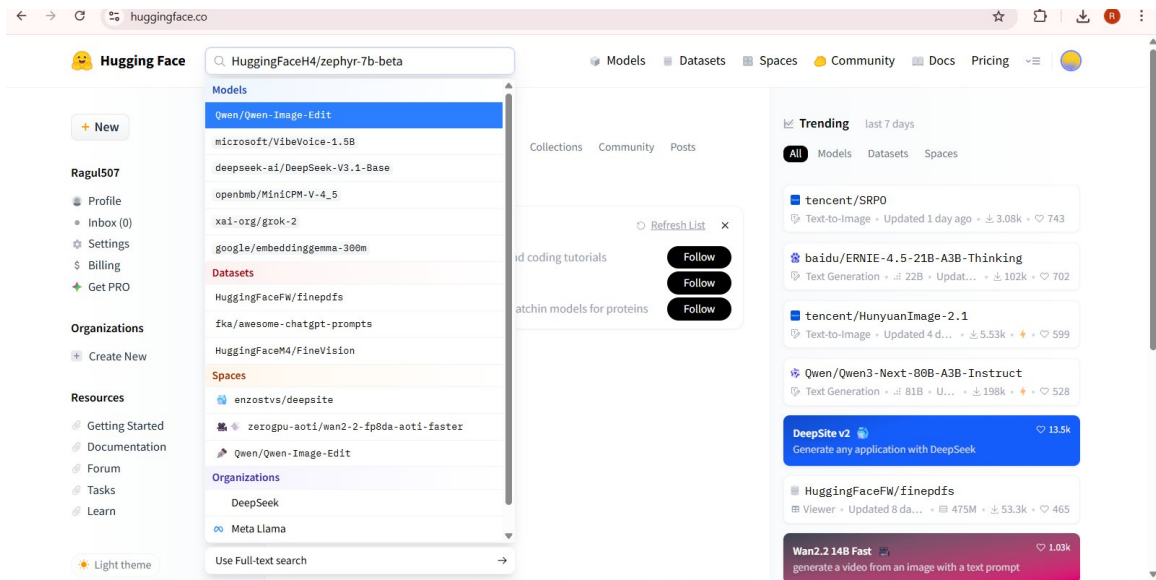 huggingface.co
R
Hugging Face
HuggingFaceH4/zephyr-7b-beta
Models
Datasets
Spaces
Community
Docs
Pricing
+ New
Ragul507
Profile
Inbox (0)
Settings
$ Billing
Get PRO
Organizations
+ Create New
Resources
Getting Started
Documentation
Forum
Tasks
Learn
Light theme
Models
Qwen/Qwen-Image-Edit
microsoft/VibeVoice-1.5B
deepseek-ai/DeepSeek-V3.1-Base
openbmb/MiniCPM-V-4_5
xai-org/grok-2
google/embeddinggemma-300m
Datasets
HuggingFaceFW/finepdfs
fka/awesome-chatgpt-prompts
HuggingFaceM4/FineVision
Spaces
enzostvs/deepsite
zerogpu-aoti/wan2-2-fp8da-aoti-faster
Qwen/Qwen-Image-Edit
Organizations
DeepSeek
Meta Llama
Use Full-text search →
Collections Community Posts
Refresh List ×
coding tutorials Follow
Follow
models for proteins Follow
Trending last 7 days
All Models Datasets Spaces
tencent/SRPO
Text-to-Image • Updated 1 day ago • 3.08k • 743
baidu/ERNIE-4.5-21B-A3B-Thinking
Text Generation • 22B • Updat... • 102k • 702
tencent/HunyuanImage-2.1
Text-to-Image • Updated 4 d... • 5.53k • 599
Qwen/Qwen3-Next-80B-A3B-Instruct
Text Generation • 81B • U... • 198k • 528
DeepSite v2 13.5k
Generate any application with DeepSeek
HuggingFaceFW/finepdfs
Viewer • Updated 8 da... • 475M • 53.3k • 465
Wan2.2 14B Fast 1.03k
generate a video from an image with a text prompt